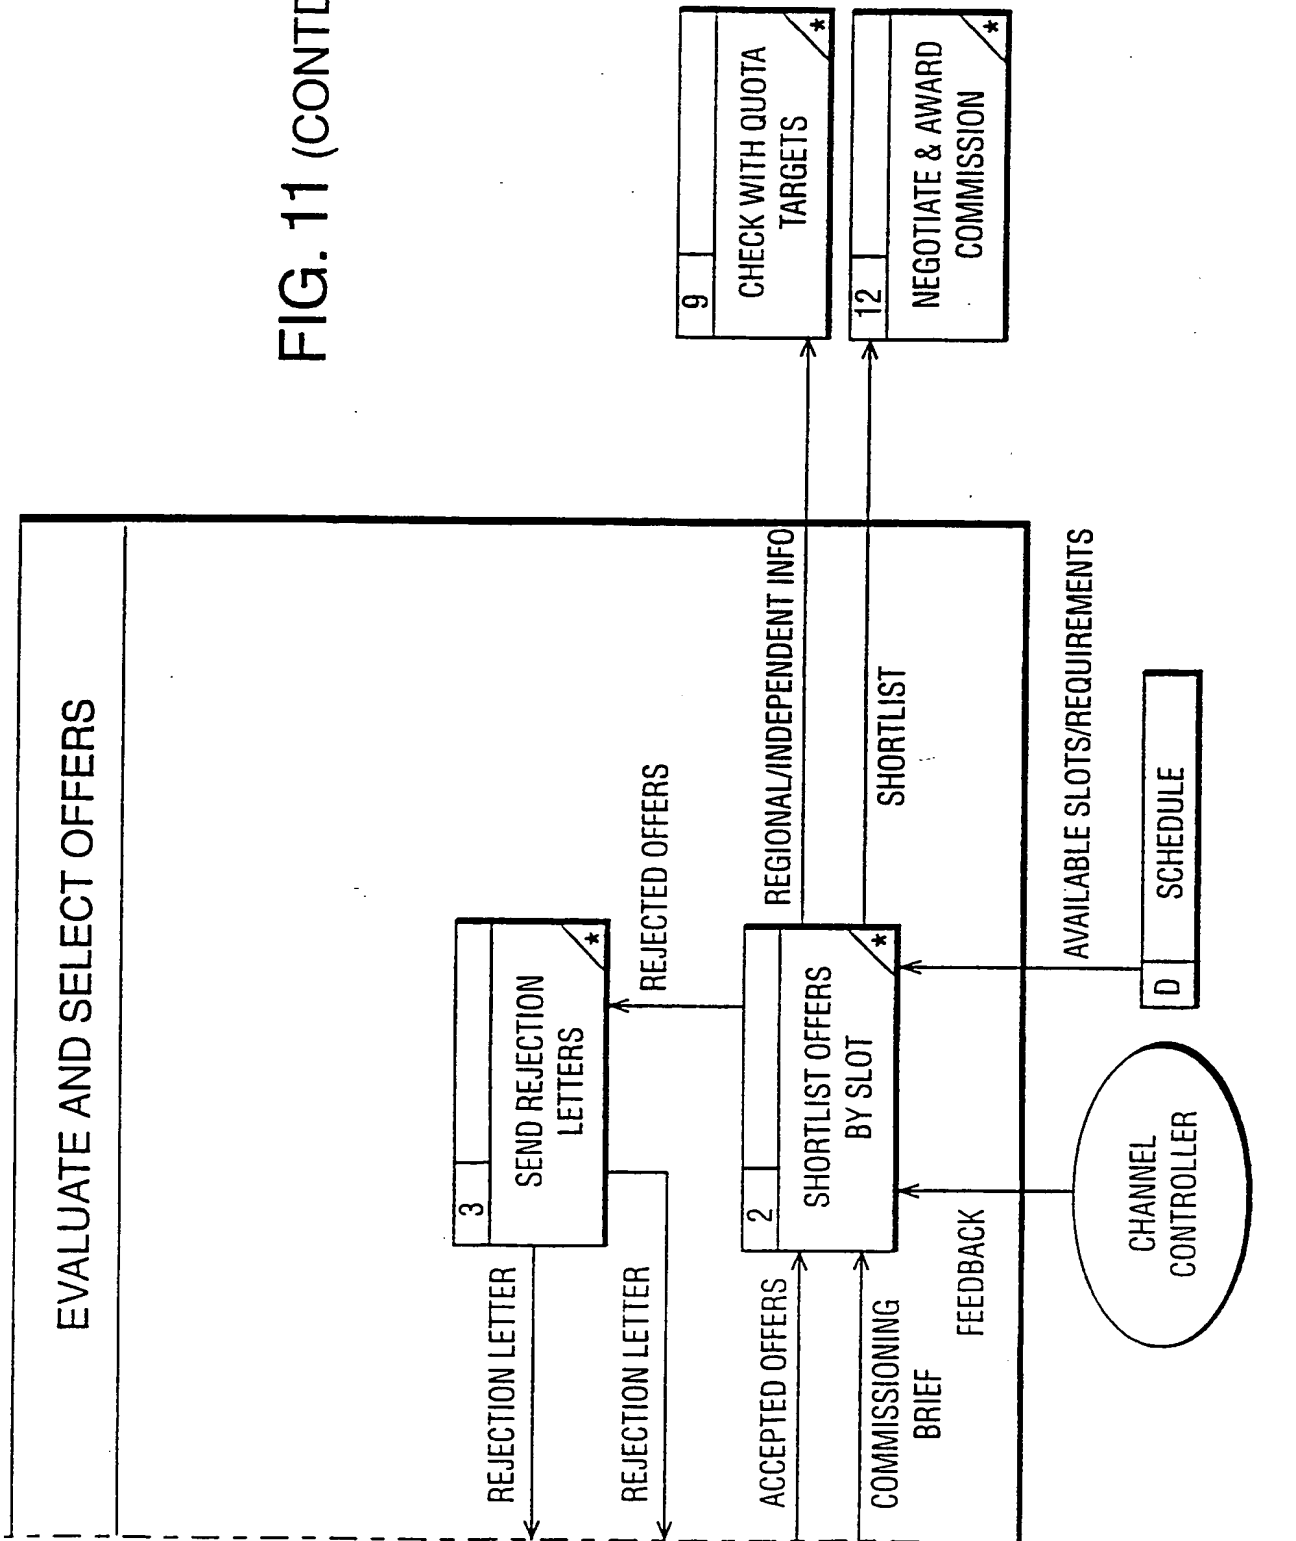 FIG. 11 (CONTD
EVALUATE AND SELECT OFFERS
3
SEND REJECTION
LETTERS
*
REJECTION LETTER
REJECTION LETTER
REJECTED OFFERS
2
SHORTLIST OFFERS
BY SLOT
*
ACCEPTED OFFERS
COMMISSIONING
BRIEF
FEEDBACK
CHANNEL
CONTROLLER
D
SCHEDULE
AVAILABLE SLOTS/REQUIREMENTS
REGIONAL/INDEPENDENT INFO
SHORTLIST
9
CHECK WITH QUOTA
TARGETS
*
12
NEGOTIATE & AWARD
COMMISSION
*